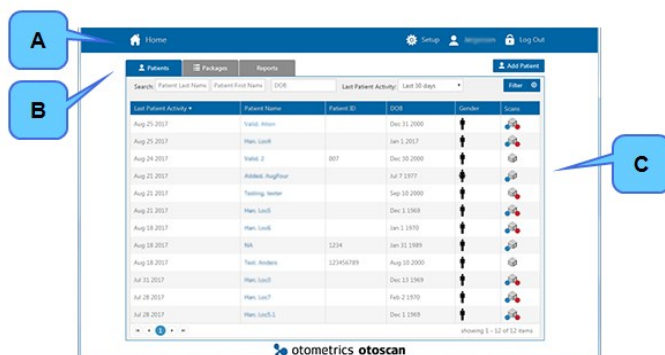 A
Home Setup Log Out
Patients Packages Reports Add Patient
B
Search: Patient Last Name Patient First Name DOB Last Patient Activity: Last 30 days Filter
Last Patient Activity Patient Name Patient ID DOB Gender Scans
Aug 25 2017 Valid, Dec 31 2000
Aug 25 2017 Han, Loc4 Jan 1 2017
C
Aug 24 2017 Valid, 2 007 Dec 30 2000
Aug 21 2017 Added, AugFour Jul 7 1977
Aug 21 2017 Testing, Sep 10 2000
Aug 21 2017 Han, Loc5 Dec 1 1969
Aug 18 2017 Han, Loc6 Jan 1 1970
Aug 18 2017 NA 1234 Jan 31 1989
Aug 18 2017 Test, Anders 123456789 Aug 10 2000
Jul 31 2017 Han, Loc3 Dec 13 1969
Jul 28 2017 Han, Loc7 Feb 2 1970
Jul 28 2017 Han, Loc5.1 Dec 1 1969
1 showing 1 - 12 of 12 items
otometrics otoscan